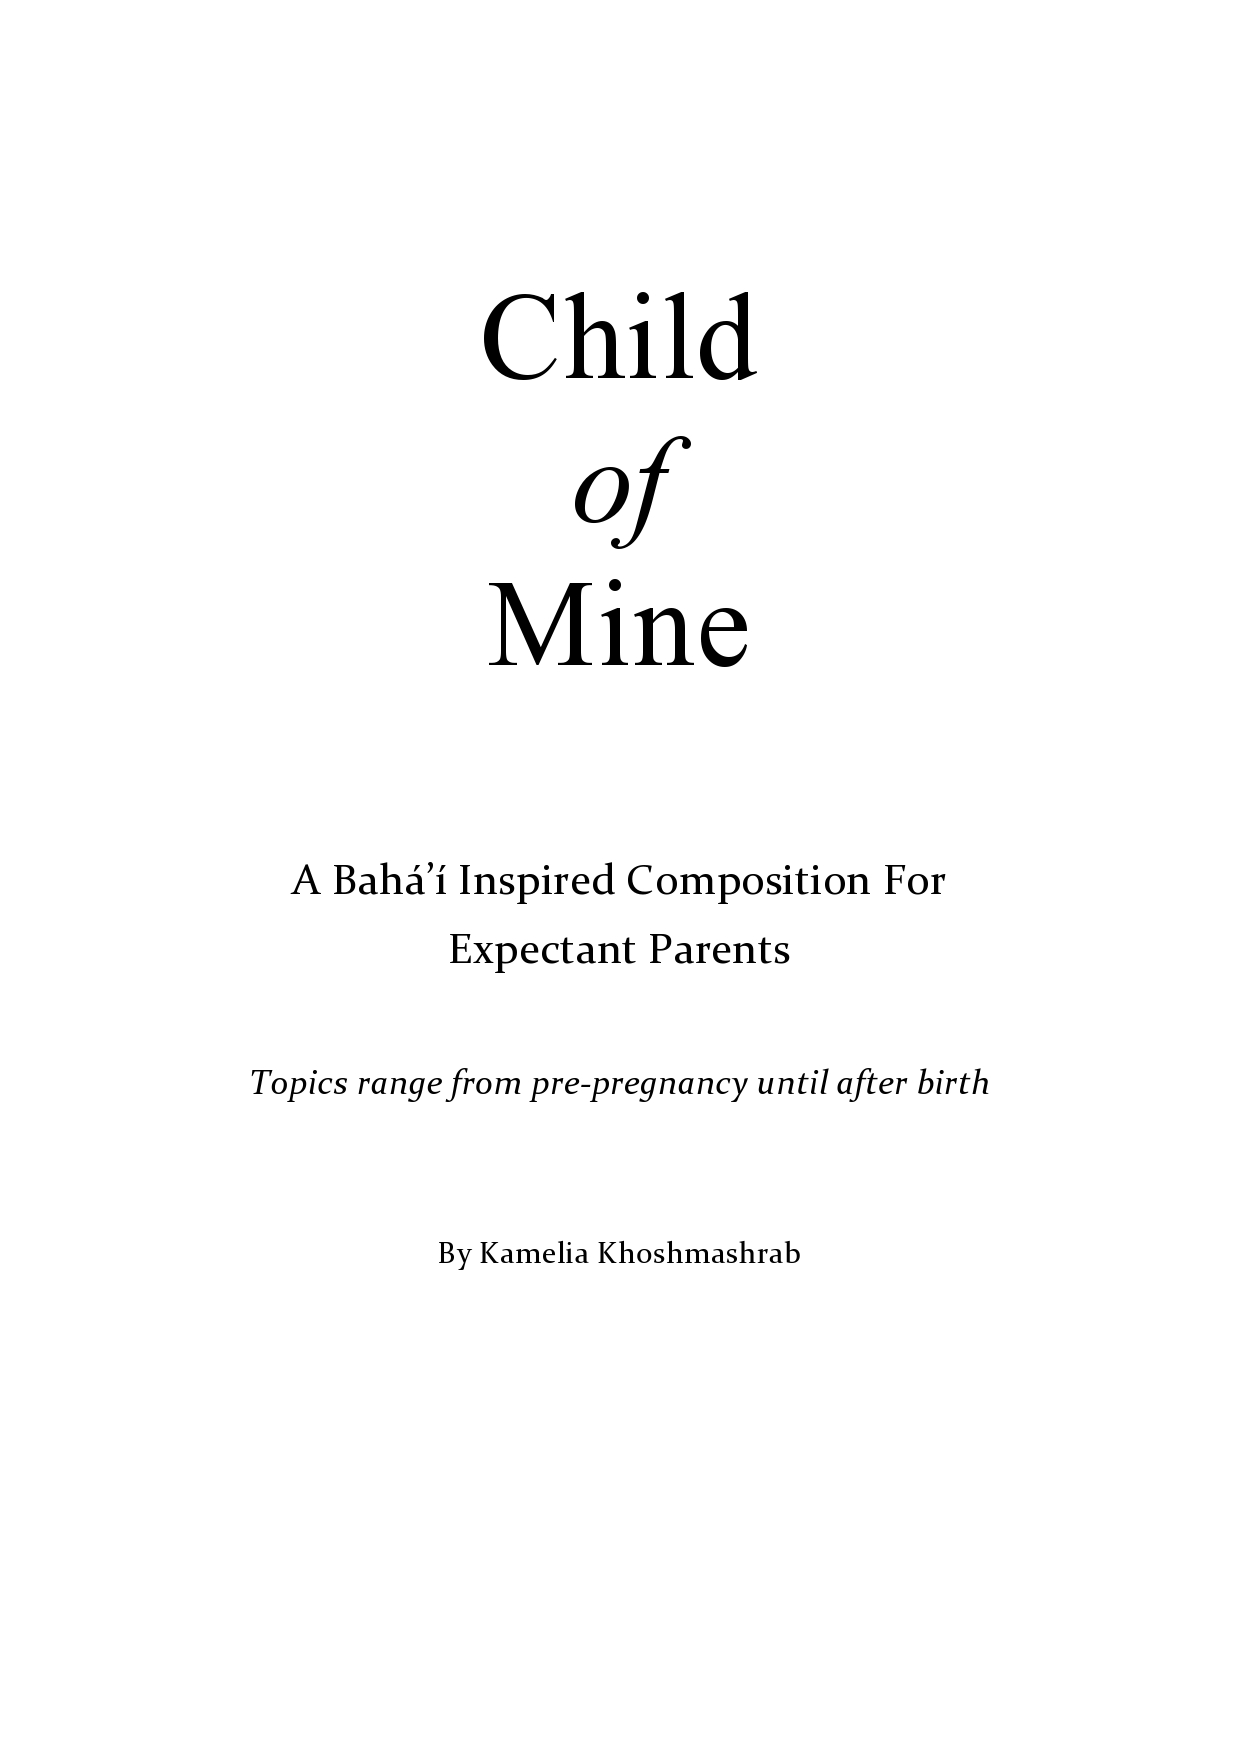 Child
of
Mine
A Bahá’í Inspired Composition For
Expectant Parents
Topics range from pre-pregnancy until after birth
By Kamelia Khoshmashrab